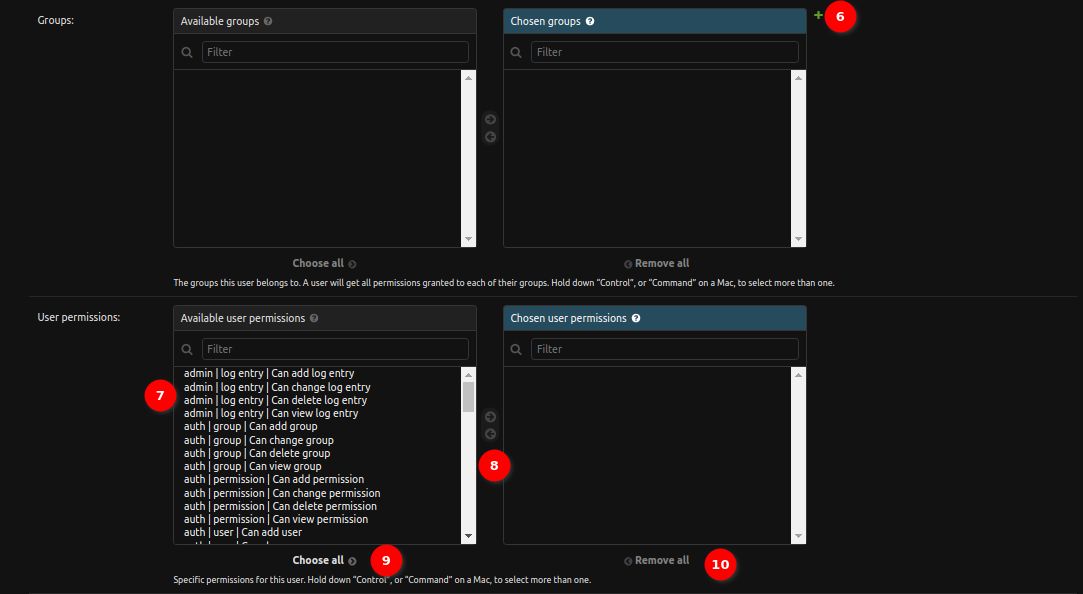 Groups:
Available groups ?
Chosen groups ?
+ 6
Filter
Filter
Choose all
Remove all
The groups this user belongs to. A user will get all permissions granted to each of their groups. Hold down “Control”, or “Command” on a Mac, to select more than one.
User permissions:
Available user permissions ?
Chosen user permissions ?
Filter
Filter
7
admin | log entry | Can add log entry
admin | log entry | Can change log entry
admin | log entry | Can delete log entry
admin | log entry | Can view log entry
auth | group | Can add group
auth | group | Can change group
auth | group | Can delete group
auth | group | Can view group
auth | permission | Can add permission
auth | permission | Can change permission
auth | permission | Can delete permission
auth | permission | Can view permission
auth | user | Can add user
8
Choose all
9
Remove all
10
Specific permissions for this user. Hold down “Control”, or “Command” on a Mac, to select more than one.